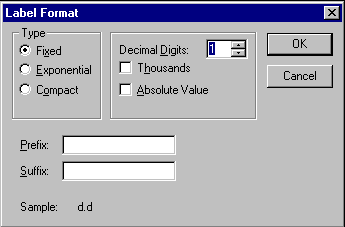 Label Format
Type
Fixed
Exponential
Compact
Decimal Digits: 1
Thousands
Absolute Value
OK
Cancel
Prefix:
Suffix:
Sample: d.d